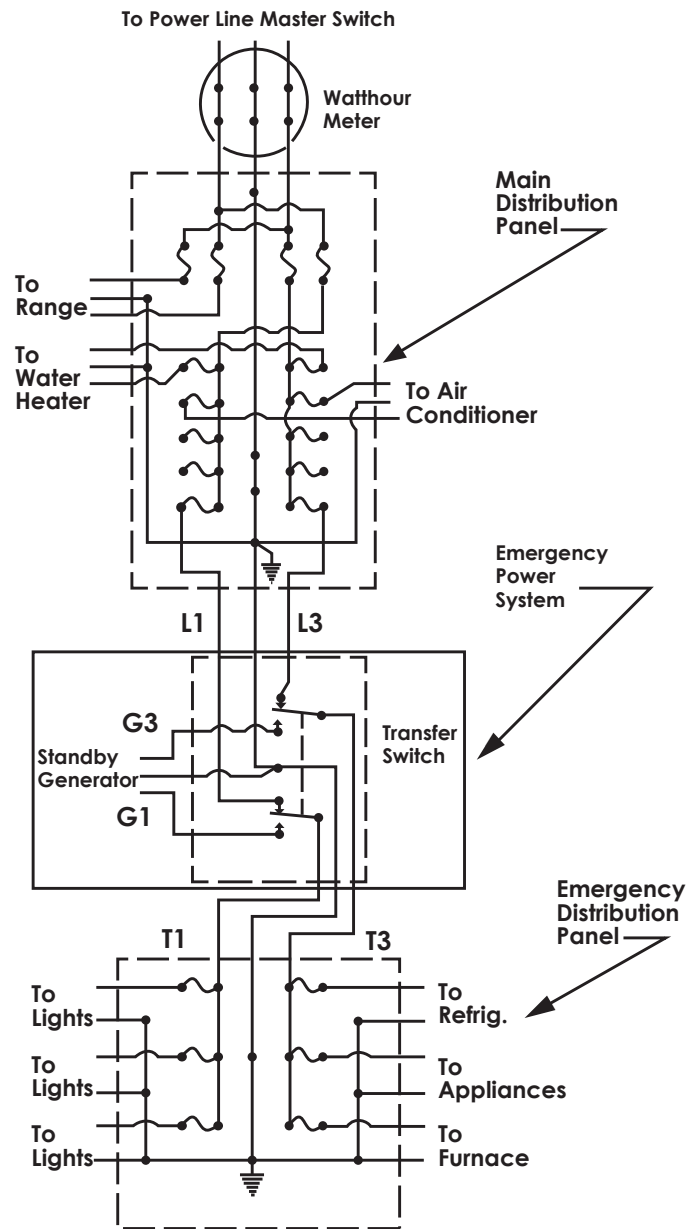 To Power Line Master Switch
Watthour
Meter
Main
Distribution
Panel
To
Range
To
Water
Heater
To Air
Conditioner
Emergency
Power
System
L1
L3
G3
Standby
Generator
G1
Transfer
Switch
Emergency
Distribution
Panel
T1
T3
To
Lights
To
Refrig.
To
Lights
To
Appliances
To
Lights
To
Furnace